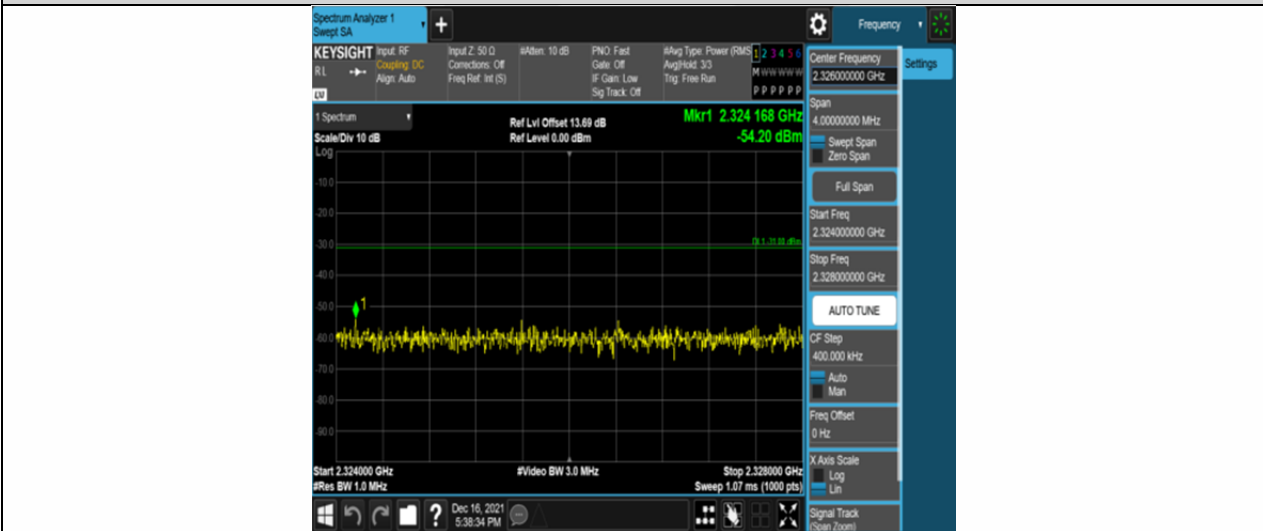 Spectrum Analyzer 1
Swept SA
+
Frequency
KEYSIGHT
R L
LXI
Input: RF
Coupling: DC
Align: Auto
Input Z: 50 Ω
Corrections: Off
Freq Ref: Int (S)
#Atten: 10 dB
PNO: Fast
Gate: Off
IF Gain: Low
Sig Track: Off
#Avg Type: Power (RMS
Avg|Hold: 3/3
Trig: Free Run
1 2 3 4 5 6
M W W W W W
P P P P P P
Center Frequency
2.326000000 GHz
Settings
Span
4.00000000 MHz
Swept Span
Zero Span
Full Span
Start Freq
2.324000000 GHz
Stop Freq
2.328000000 GHz
AUTO TUNE
CF Step
400.000 kHz
Auto
Man
Freq Offset
0 Hz
X Axis Scale
Log
Lin
Signal Track
(Span Zoom)
1 Spectrum
Scale/Div 10 dB
Ref Lvl Offset 13.69 dB
Ref Level 0.00 dBm
Mkr1 2.324 168 GHz
-54.20 dBm
Log
-10.0
-20.0
-30.0
DL1 -31.00 dBm
-40.0
-50.0
1
-60.0
-70.0
-80.0
-90.0
Start 2.324000 GHz
#Video BW 3.0 MHz
Stop 2.328000 GHz
#Res BW 1.0 MHz
Sweep 1.07 ms (1000 pts)
?
Dec 16, 2021
5:38:34 PM